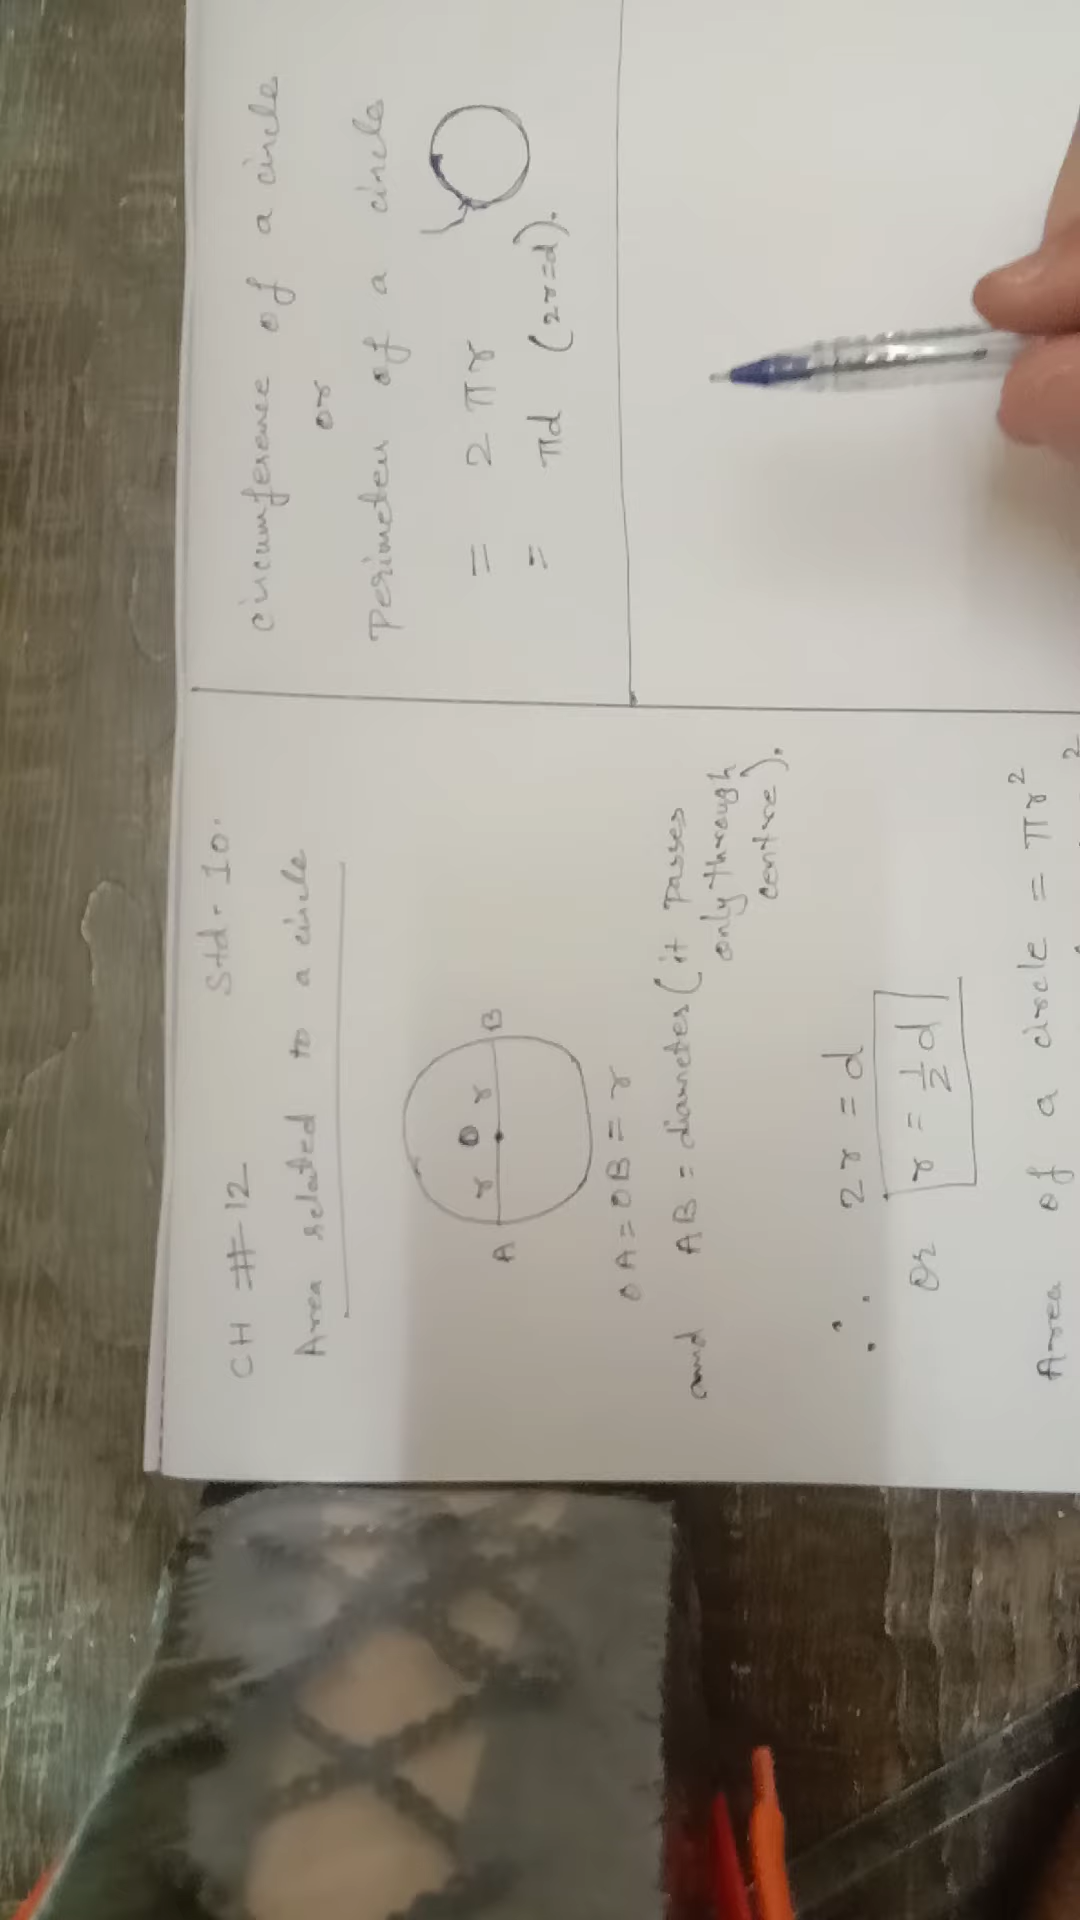 CH # 12 Std - 10.
Area related to a circle
A r O r B
OA = OB = r
and AB = diameter (it passes
only through
centre).
∴ 2r = d
or r = 1/2 d
Area of a circle = πr²
circumference of a circle
or
Perimeter of a circle
= 2πr
= πd (2r=d).